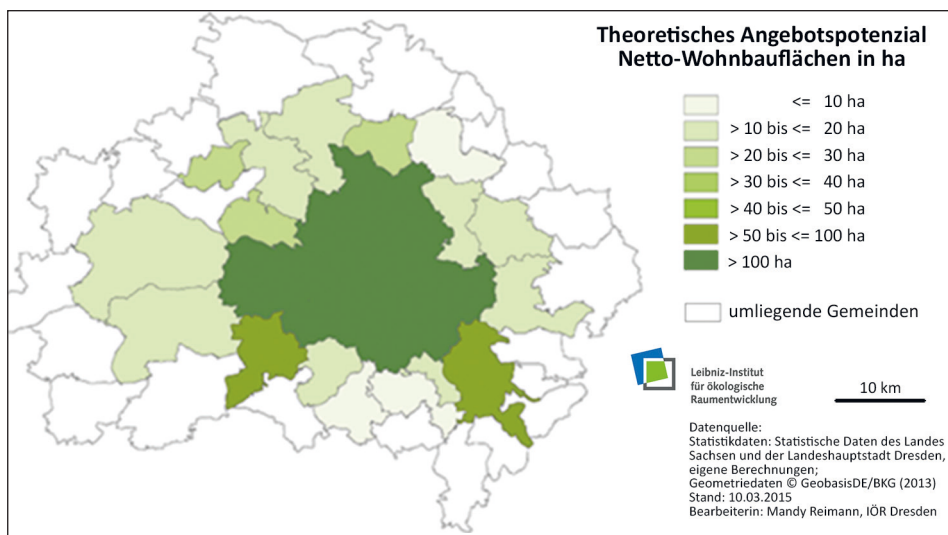 Theoretisches Angebotspotenzial
Netto-Wohnbauflächen in ha
<= 10 ha
> 10 bis <= 20 ha
> 20 bis <= 30 ha
> 30 bis <= 40 ha
> 40 bis <= 50 ha
> 50 bis <= 100 ha
> 100 ha
umliegende Gemeinden
Leibniz-Institut
für ökologische
Raumentwicklung
10 km
Datenquelle:
Statistikdaten: Statistische Daten des Landes
Sachsen und der Landeshauptstadt Dresden,
eigene Berechnungen;
Geometriedaten © GeobasisDE/BKG (2013)
Stand: 10.03.2015
Bearbeiterin: Mandy Reimann, IÖR Dresden